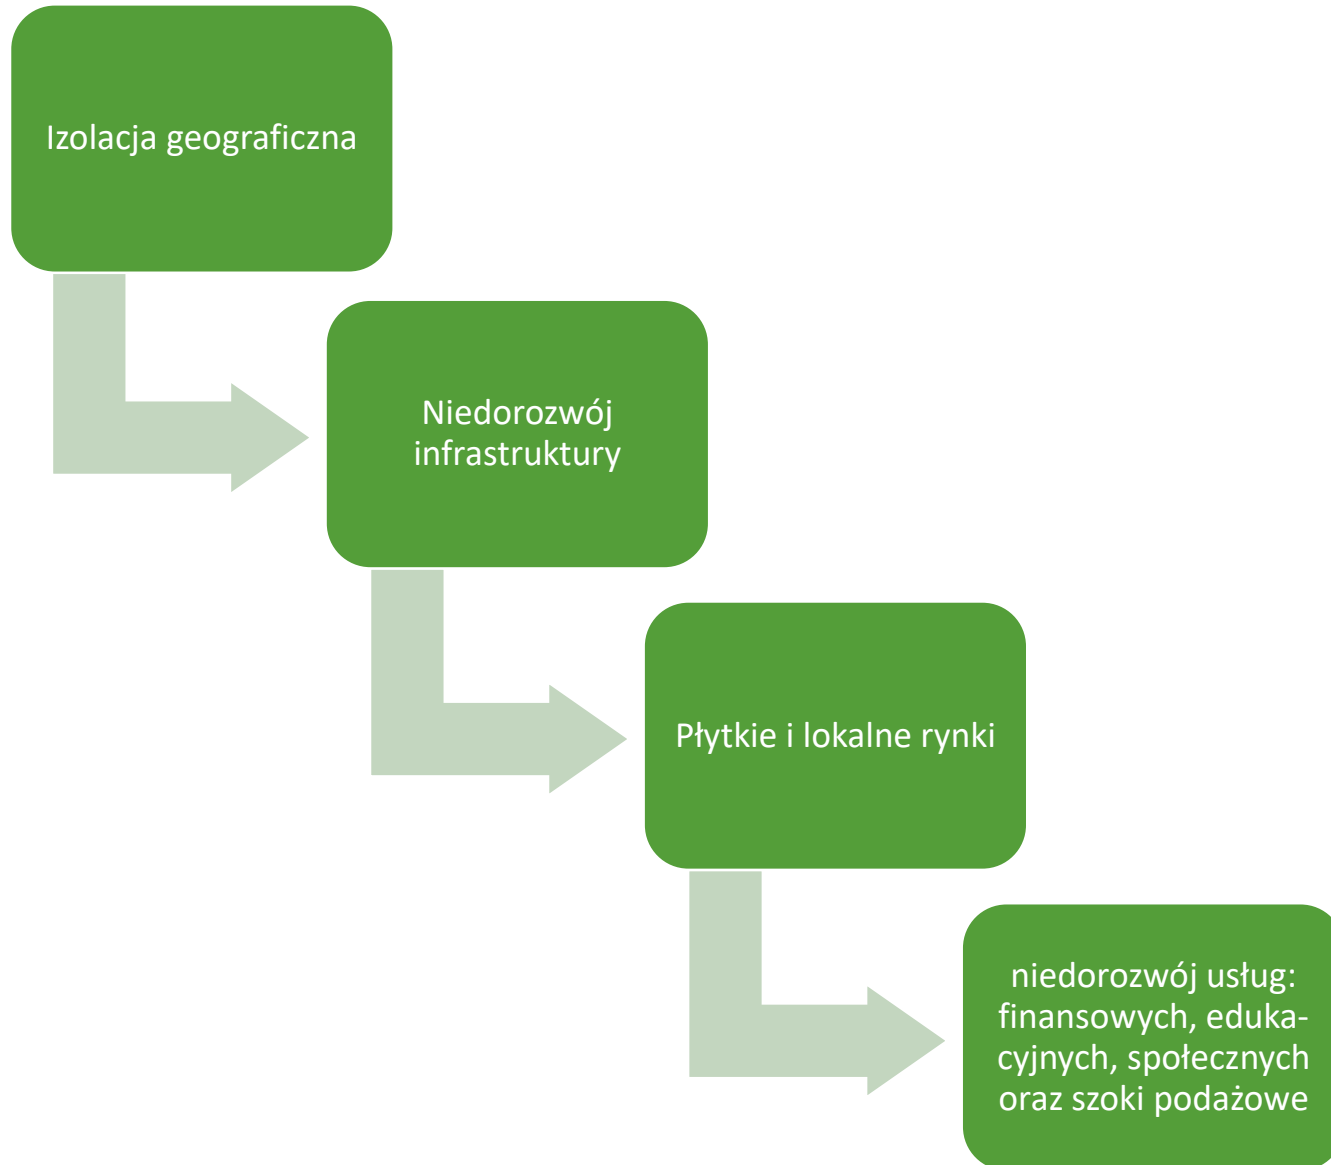 Izolacja geograficzna
Niedorozwój
infrastruktury
Płytkie i lokalne rynki
niedorozwój usług:
finansowych, eduka-
cyjnych, społecznych
oraz szoki podażowe